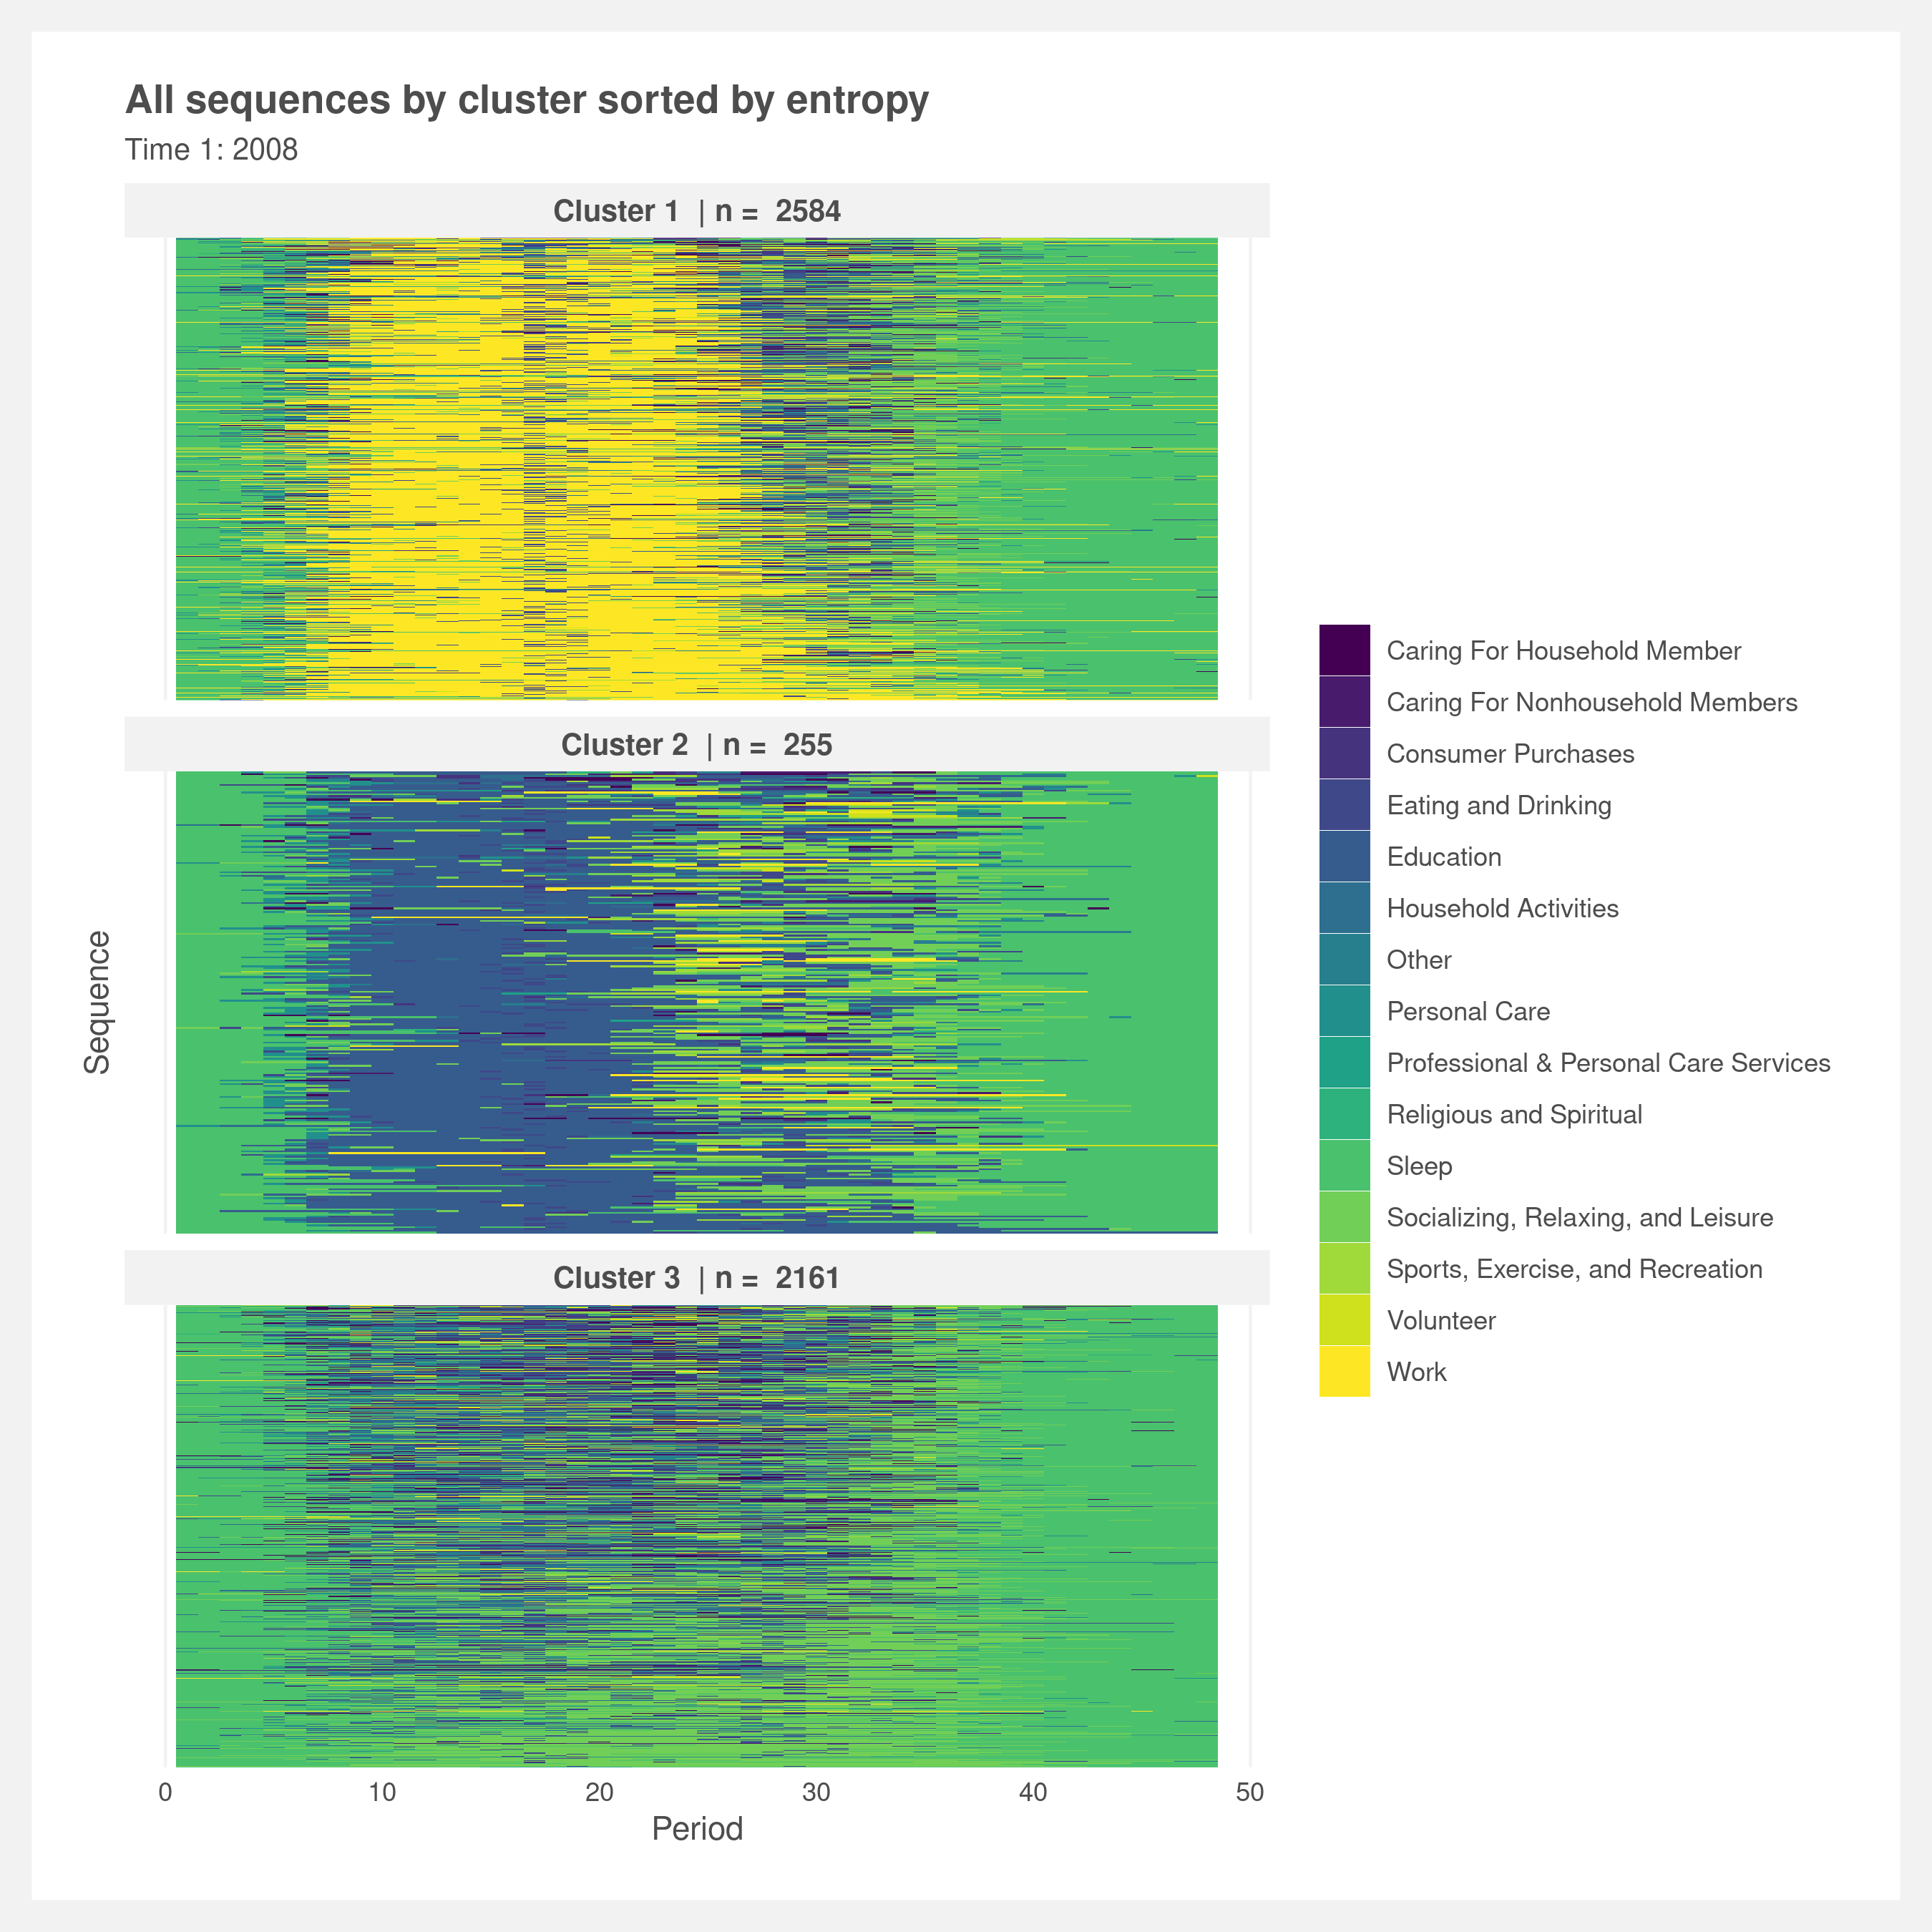 All sequences by cluster sorted by entropy
Time 1: 2008
Cluster 1 | n = 2584
Cluster 2 | n = 255
Cluster 3 | n = 2161
Sequence
0 10 20 30 40 50
Period
Caring For Household Member
Caring For Nonhousehold Members
Consumer Purchases
Eating and Drinking
Education
Household Activities
Other
Personal Care
Professional & Personal Care Services
Religious and Spiritual
Sleep
Socializing, Relaxing, and Leisure
Sports, Exercise, and Recreation
Volunteer
Work